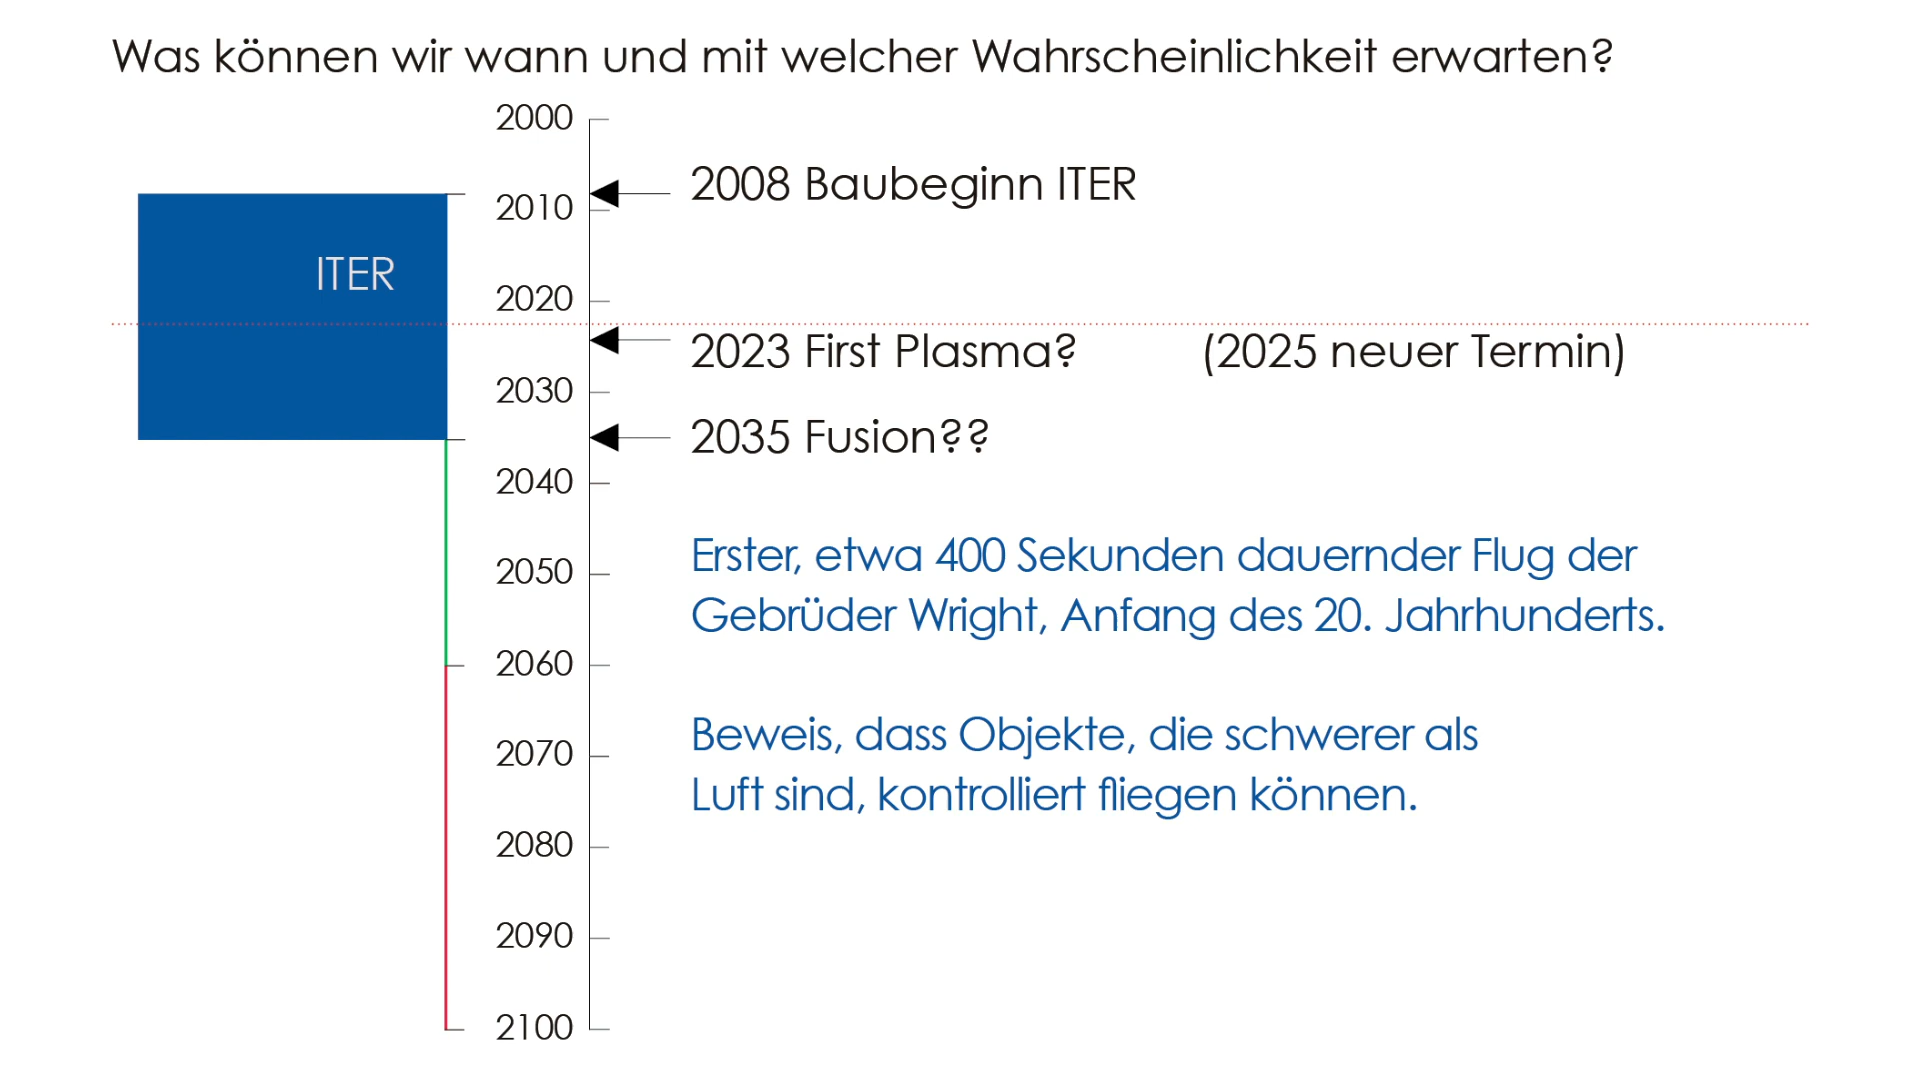 Was können wir wann und mit welcher Wahrscheinlichkeit erwarten?
2000
2008 Baubeginn ITER
2010
ITER
2020
2023 First Plasma? (2025 neuer Termin)
2030
2035 Fusion??
2040
Erster, etwa 400 Sekunden dauernder Flug der
2050
Gebrüder Wright, Anfang des 20. Jahrhunderts.
2060
Beweis, dass Objekte, die schwerer als
2070
Luft sind, kontrolliert fliegen können.
2080
2090
2100